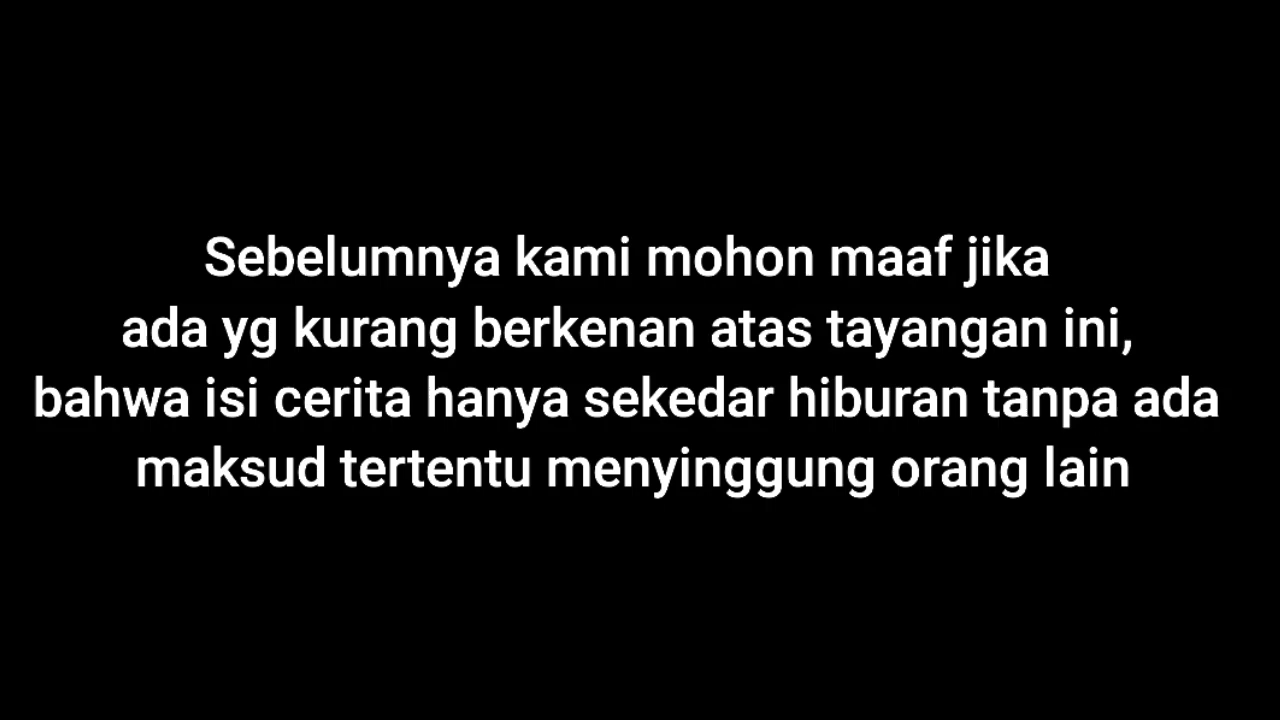 Sebelumnya kami mohon maaf jika
ada yg kurang berkenan atas tayangan ini,
bahwa isi cerita hanya sekedar hiburan tanpa ada
maksud tertentu menyinggung orang lain